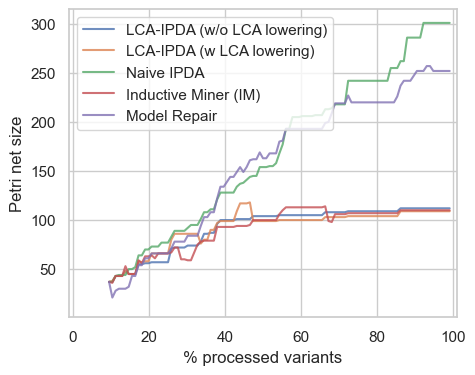 LCA-IPDA (w/o LCA lowering)
LCA-IPDA (w LCA lowering)
Naive IPDA
Inductive Miner (IM)
Model Repair
Petri net size
300
250
200
150
100
50
0
20
40
60
80
100
% processed variants